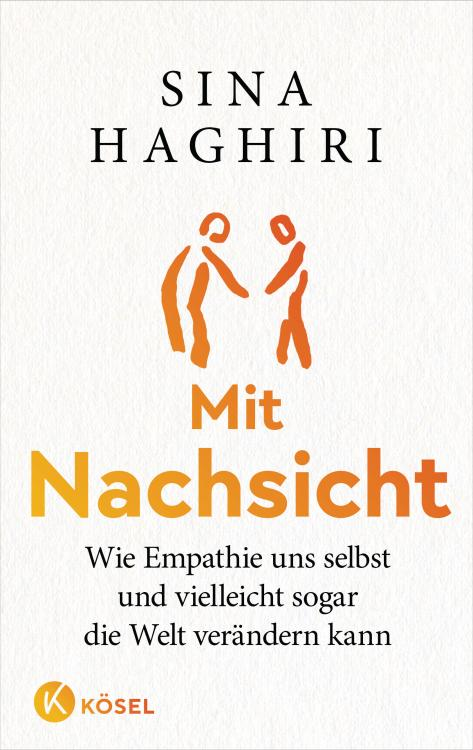 SINA
HAGHIRI
Mit
Nachsicht
Wie Empathie uns selbst
und vielleicht sogar
die Welt verändern kann
K KÖSEL